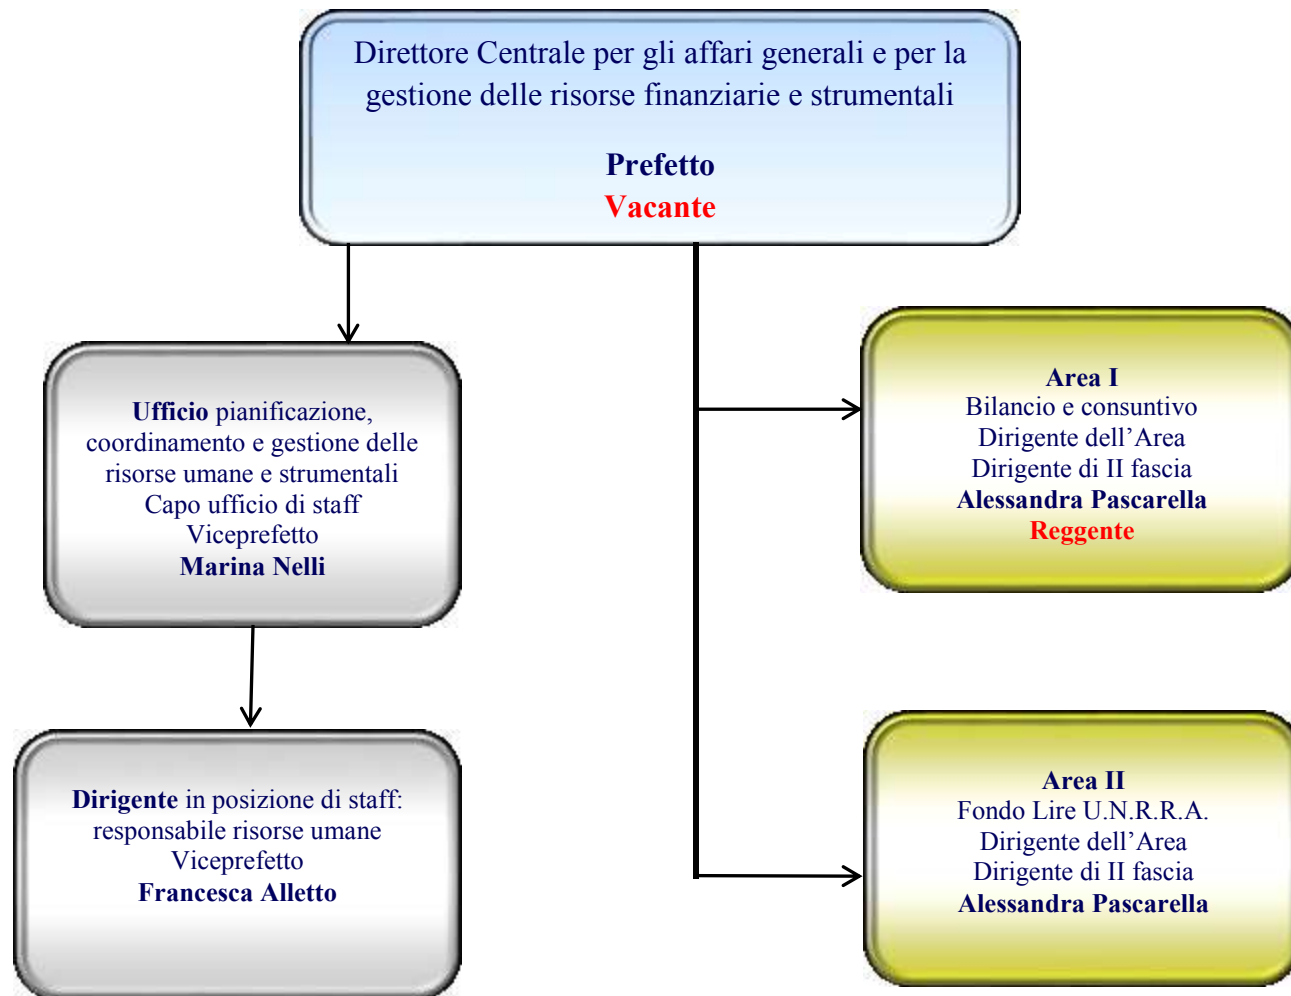 Direttore Centrale per gli affari generali e per la
gestione delle risorse finanziarie e strumentali
Prefetto
Vacante
Ufficio pianificazione,
coordinamento e gestione delle
risorse umane e strumentali
Capo ufficio di staff
Viceprefetto
Marina Nelli
Dirigente in posizione di staff:
responsabile risorse umane
Viceprefetto
Francesca Alletto
Area I
Bilancio e consuntivo
Dirigente dell’Area
Dirigente di II fascia
Alessandra Pascarella
Reggente
Area II
Fondo Lire U.N.R.R.A.
Dirigente dell’Area
Dirigente di II fascia
Alessandra Pascarella